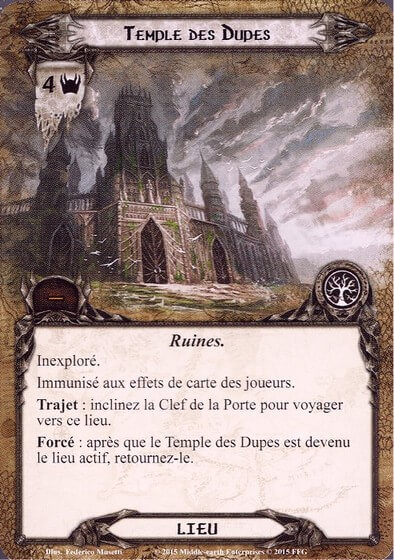 Temple des Dupes
4
–
Ruines.
Inexploré.
Immunisé aux effets de carte des joueurs.
Trajet : inclinez la Clef de la Porte pour voyager
vers ce lieu.
Forcé : après que le Temple des Dupes est devenu
le lieu actif, retournez-le.
LIEU
Illus. Federico Musetti © 2015 Middle-earth Enterprises © 2015 FFG